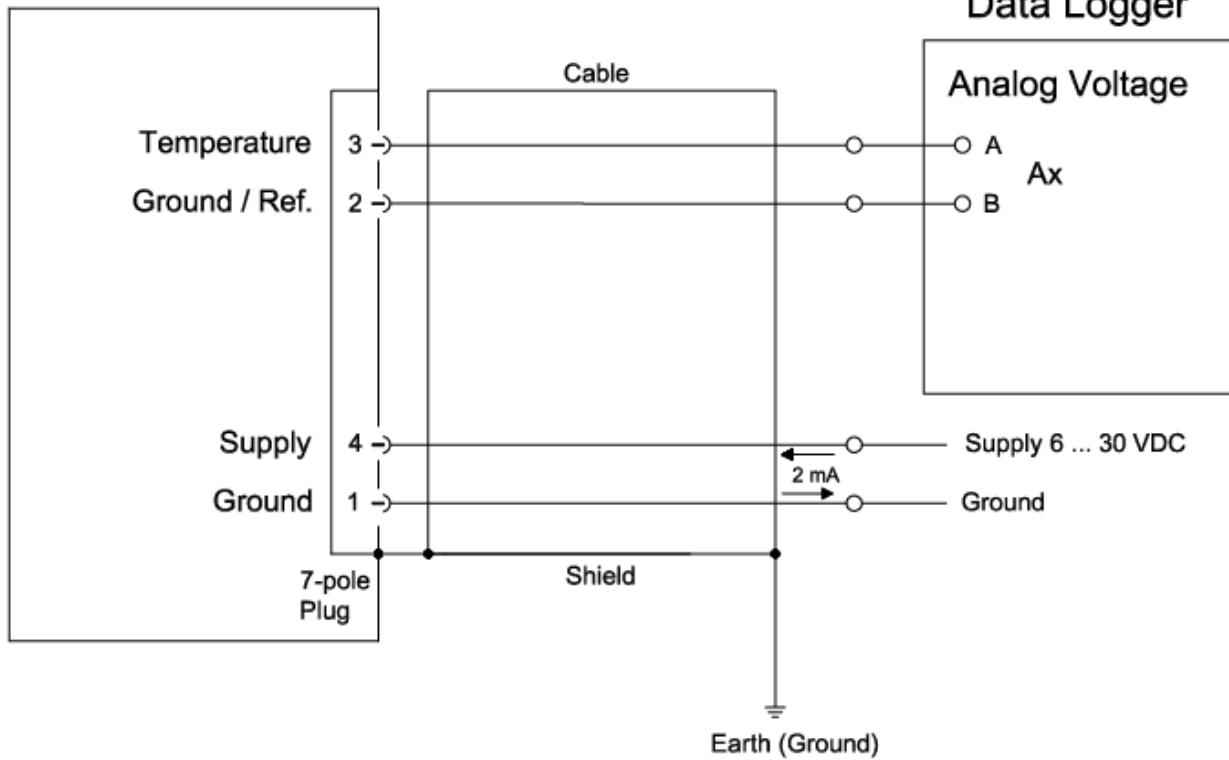 Data Logger
Cable
Analog Voltage
Temperature 3 A
Ax
Ground / Ref. 2 B
Supply 4 Supply 6 ... 30 VDC
2 mA
Ground 1 Ground
7-pole
Plug
Shield
Earth (Ground)